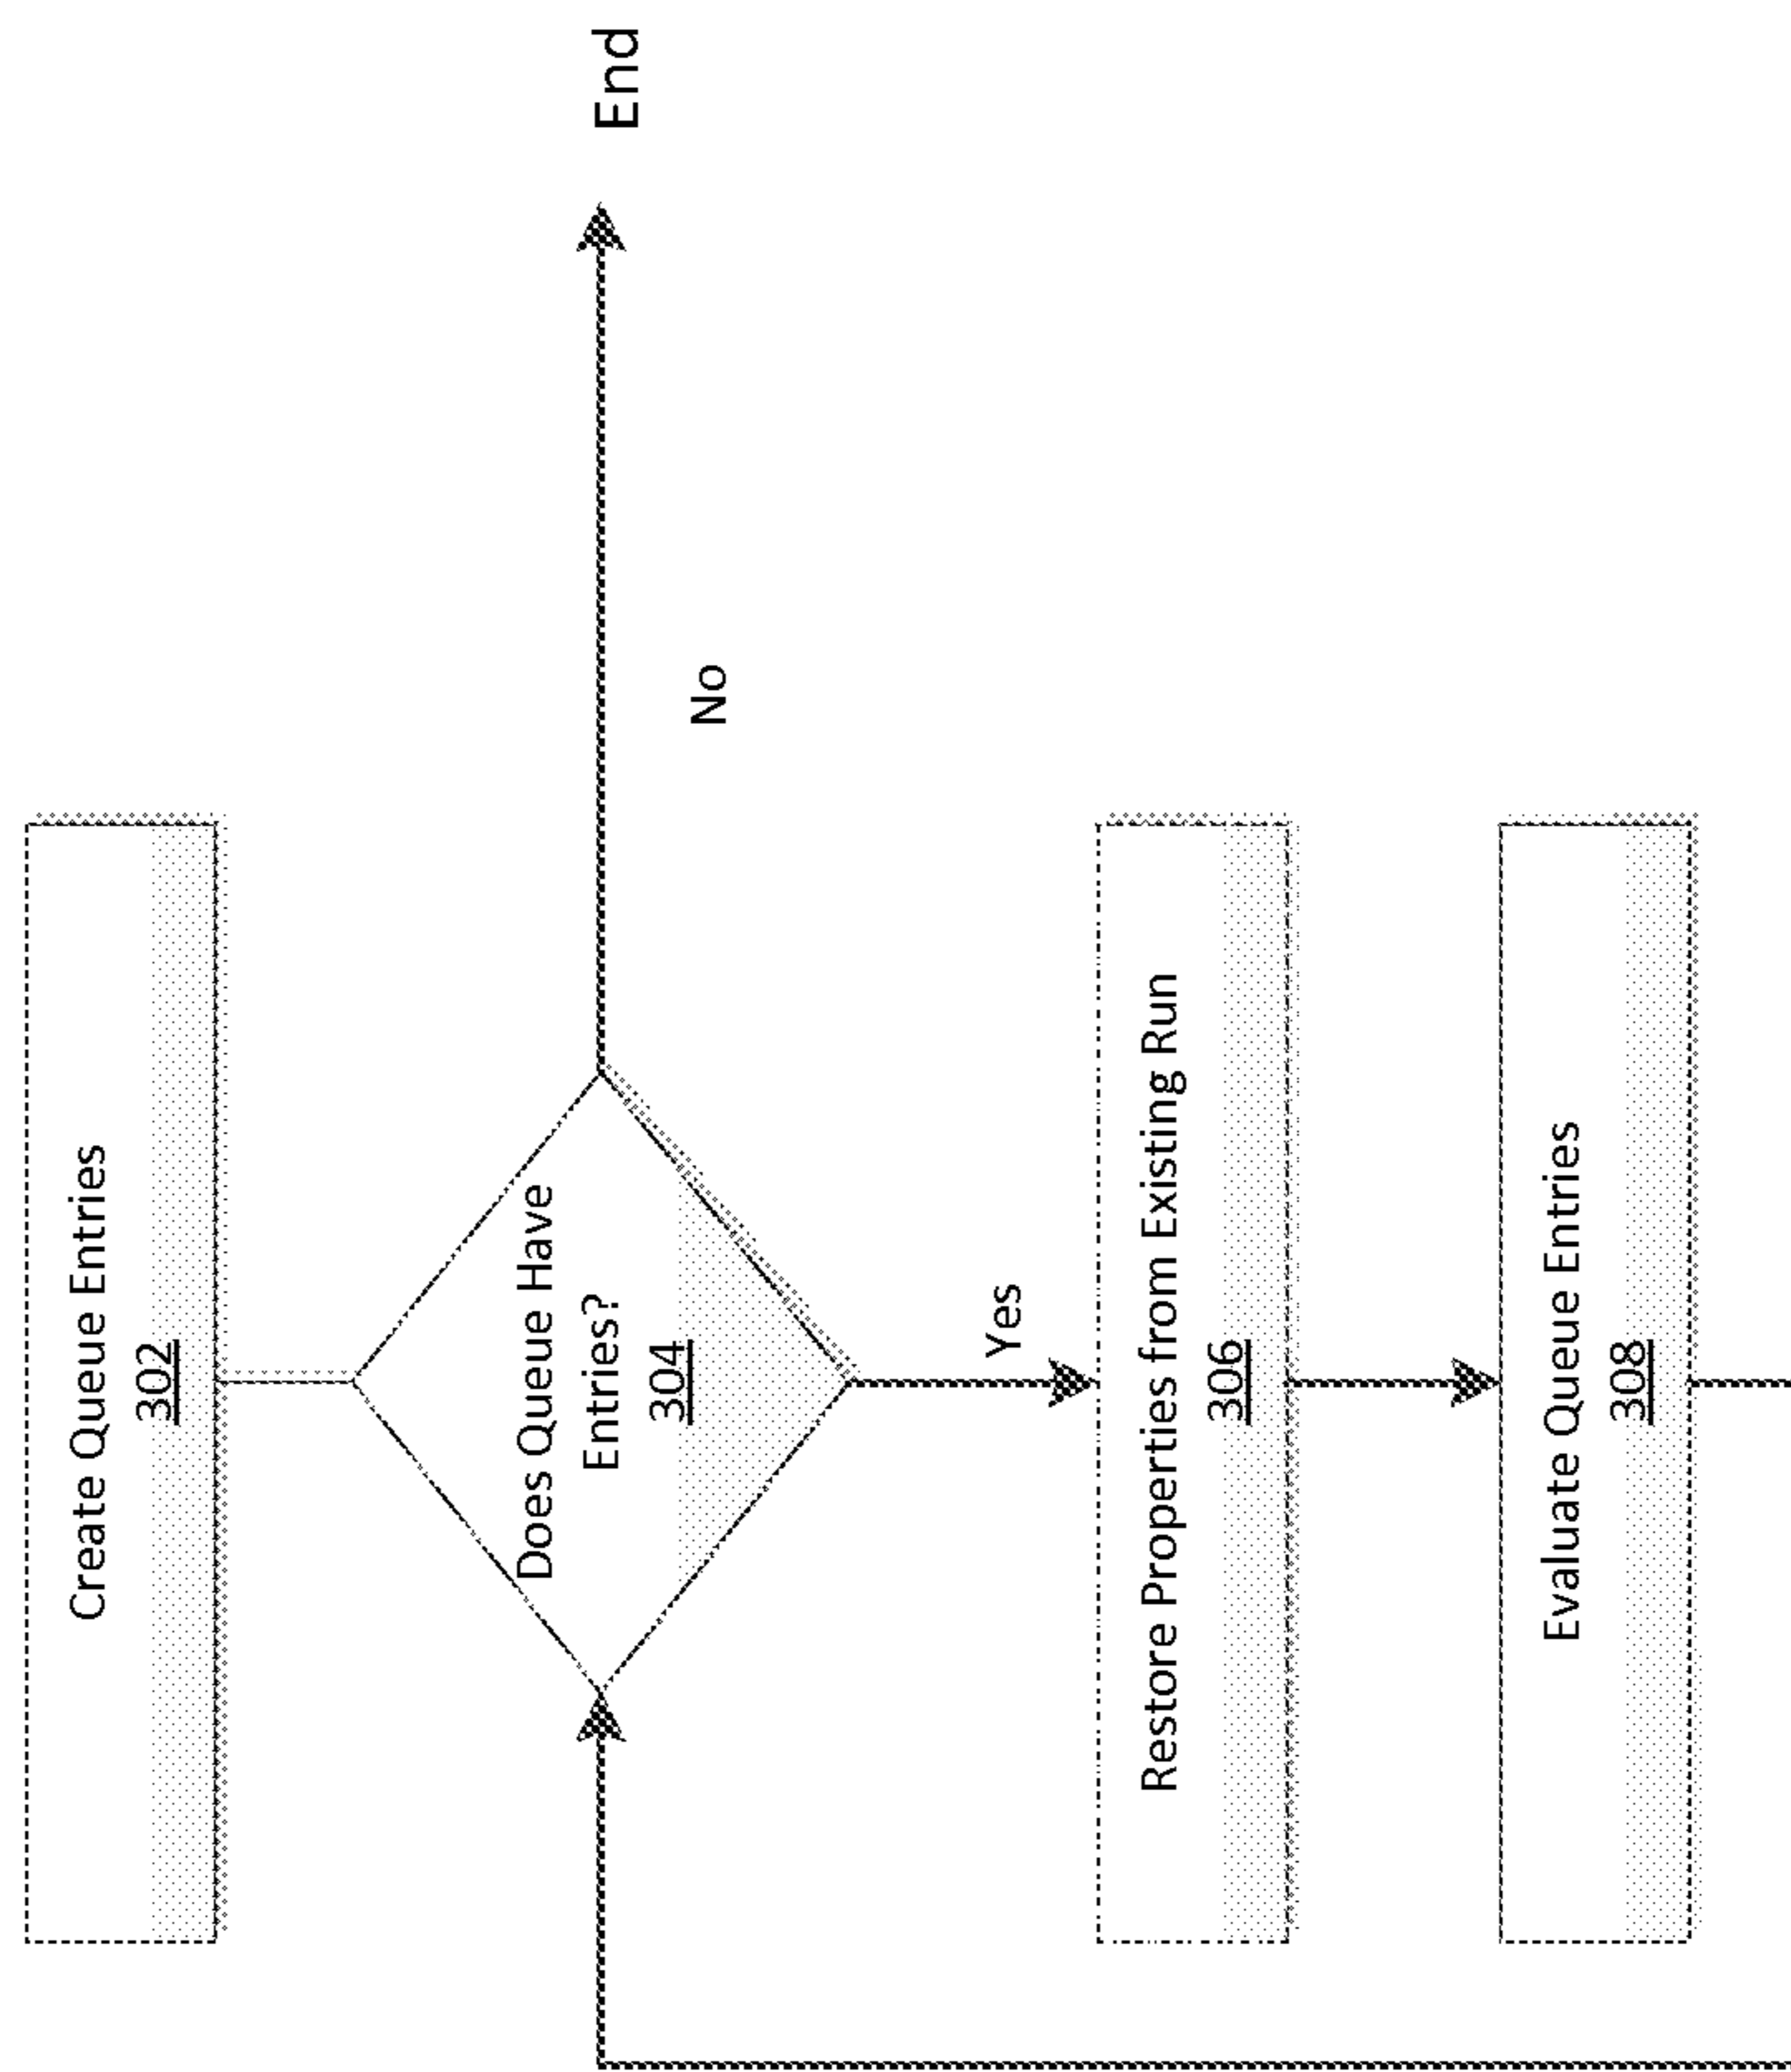 Create Queue Entries
302
Does Queue Have
Entries?
304
No
End
Yes
Restore Properties from Existing Run
306
Evaluate Queue Entries
308